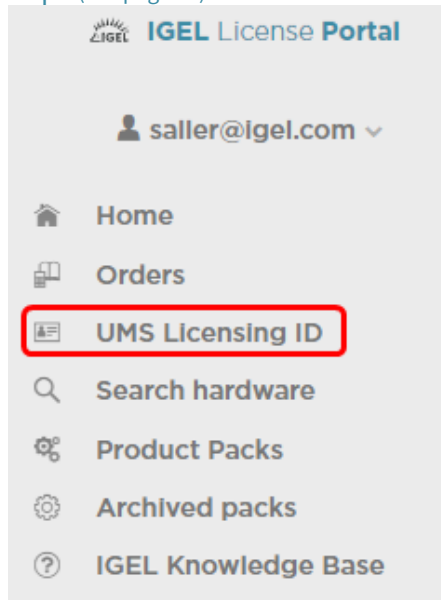 IGEL IGEL License Portal
saller@igel.com
Home
Orders
UMS Licensing ID
Search hardware
Product Packs
Archived packs
IGEL Knowledge Base